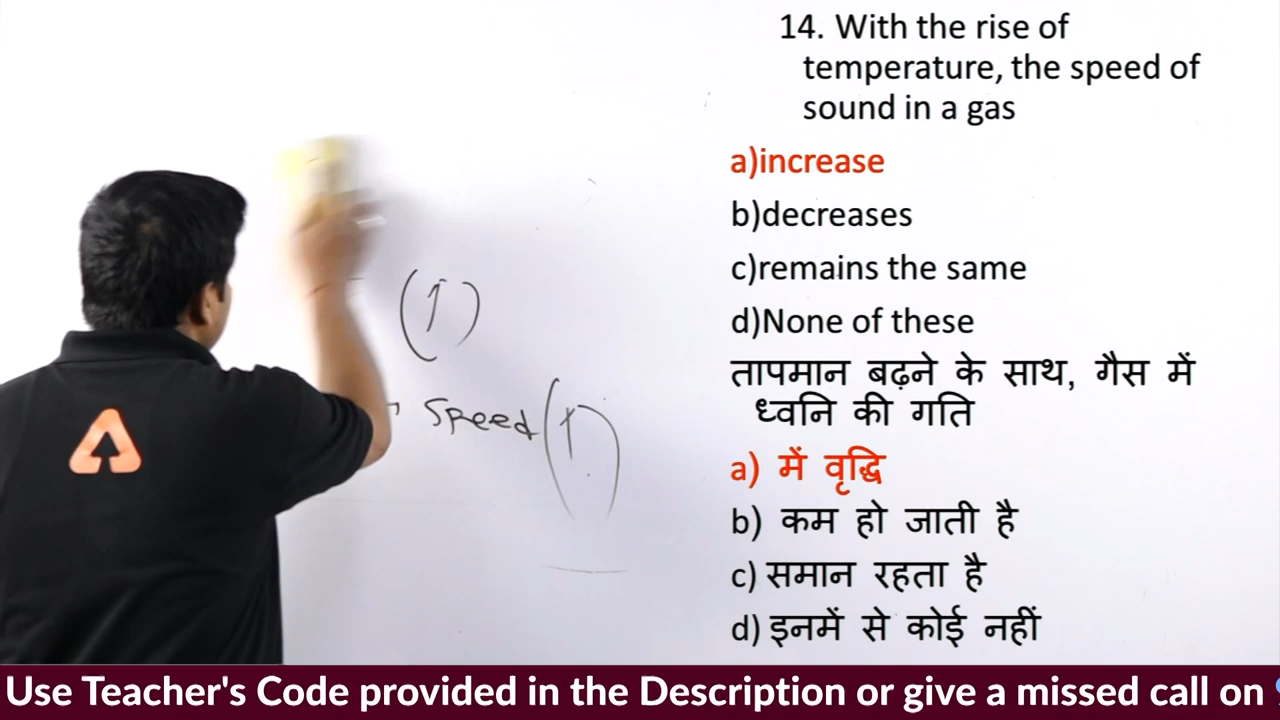 14. With the rise of
temperature, the speed of
sound in a gas
a)increase
b)decreases
c)remains the same
d)None of these
तापमान बढ़ने के साथ, गैस में
ध्वनि की गति
a) में वृद्धि
b) कम हो जाती है
c) समान रहता है
d) इनमें से कोई नहीं
(↑)
Speed(↑)
Use Teacher's Code provided in the Description or give a missed call on